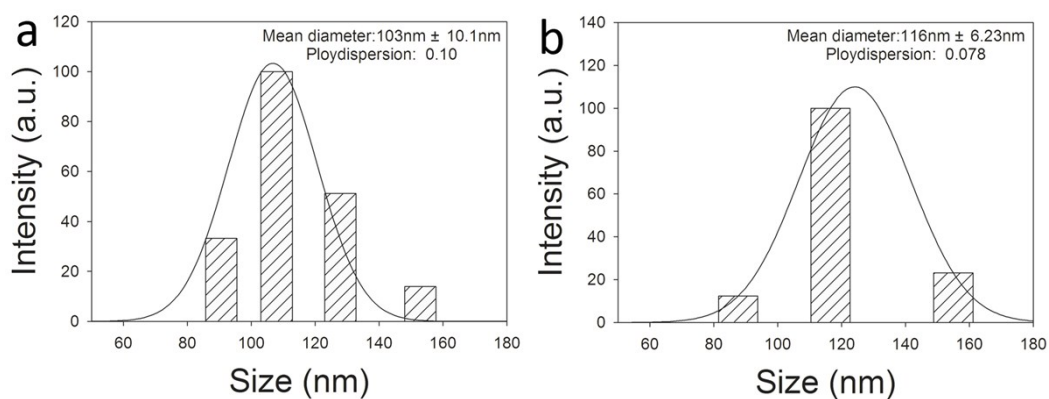 a
Mean diameter:103nm ± 10.1nm
Ploydispersion: 0.10
Intensity (a.u.)
120
100
80
60
40
20
0
60 80 100 120 140 160 180
Size (nm)
b
Mean diameter:116nm ± 6.23nm
Ploydispersion: 0.078
Intensity (a.u.)
140
120
100
80
60
40
20
0
60 80 100 120 140 160 180
Size (nm)